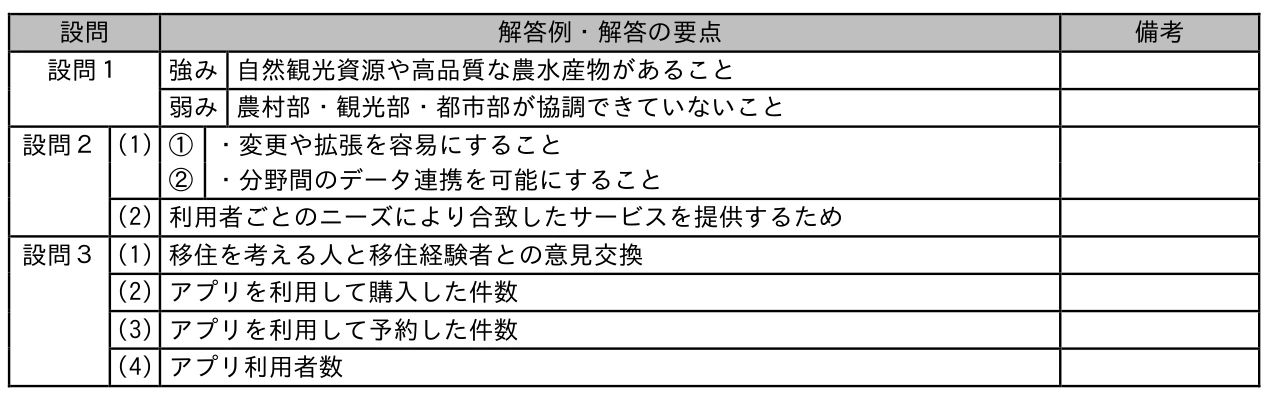 設問 解答例・解答の要点 備考
設問1 強み 自然観光資源や高品質な農水産物があること
弱み 農村部・観光部・都市部が協調できていないこと
設問2 (1) ① ・変更や拡張を容易にすること
② ・分野間のデータ連携を可能にすること
(2) 利用者ごとのニーズにより合致したサービスを提供するため
設問3 (1) 移住を考える人と移住経験者との意見交換
(2) アプリを利用して購入した件数
(3) アプリを利用して予約した件数
(4) アプリ利用者数